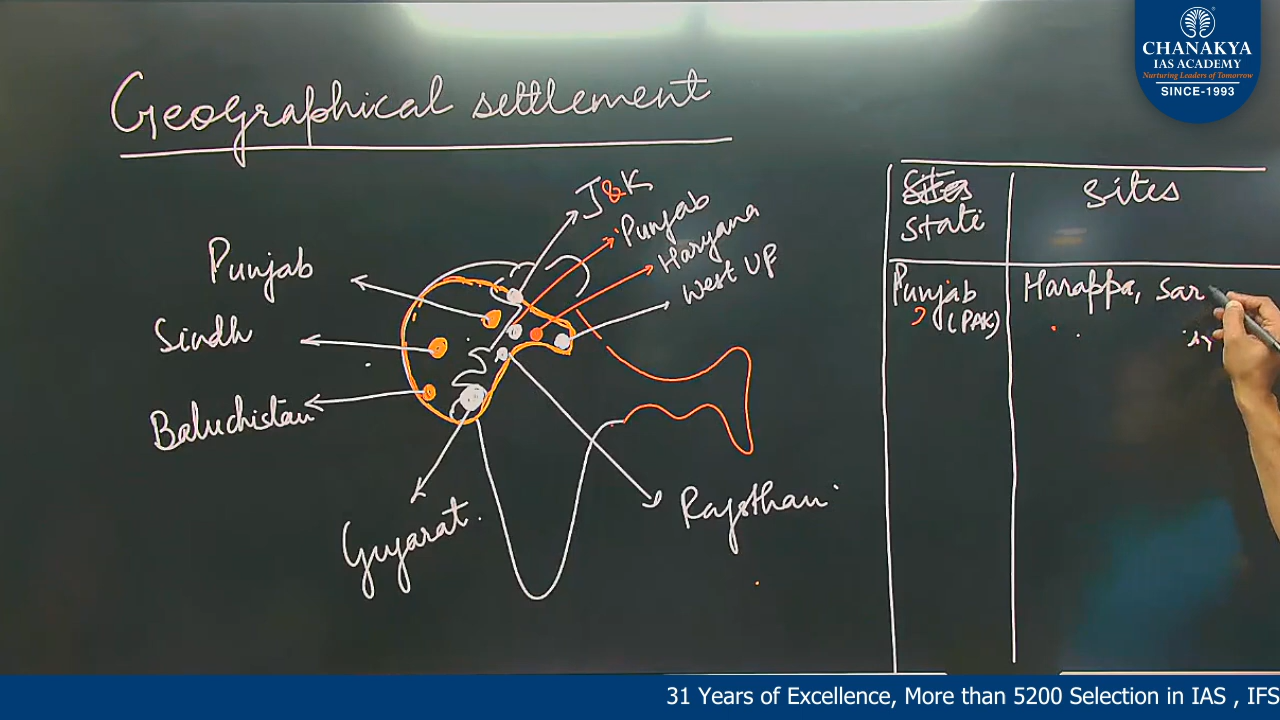 CHANAKYA
IAS ACADEMY
Nurturing Leaders of Tomorrow
SINCE-1993
Geographical settlement
J&K
Punjab
Haryana
West UP
Punjab
Sindh
Baluchistan
Gujarat.
Rajsthan
State
Sites
Punjab
(PAK)
Harappa, Sar
31 Years of Excellence, More than 5200 Selection in IAS , IFS